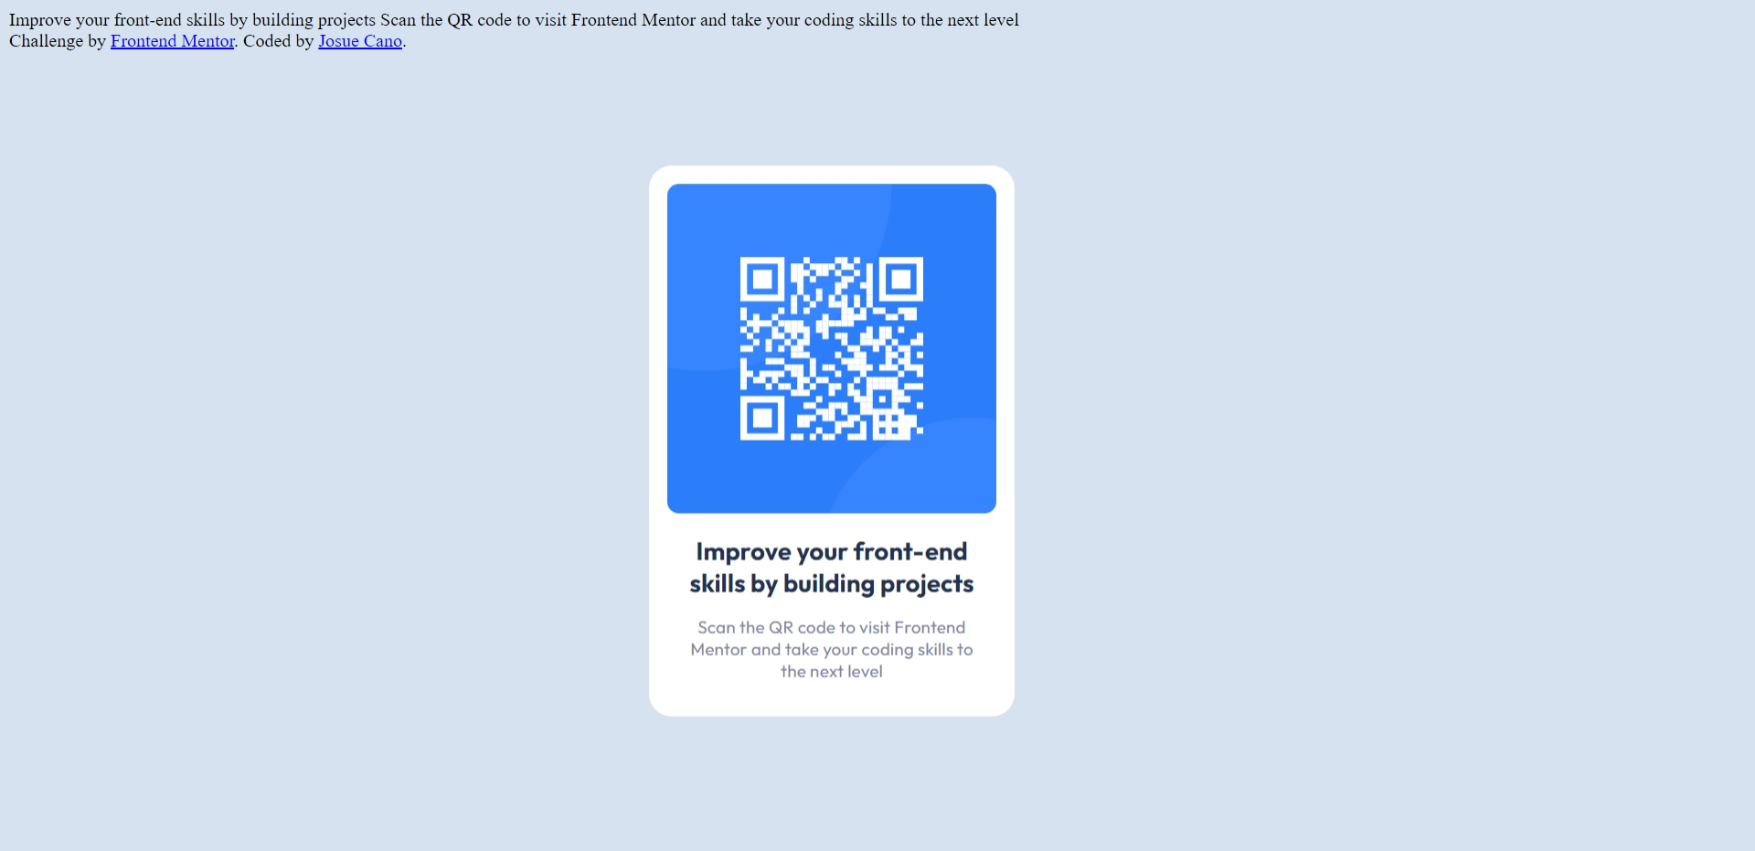 Improve your front-end skills by building projects Scan the QR code to visit Frontend Mentor and take your coding skills to the next level
Challenge by Frontend Mentor. Coded by Josue Cano.
Improve your front-end
skills by building projects
Scan the QR code to visit Frontend
Mentor and take your coding skills to
the next level